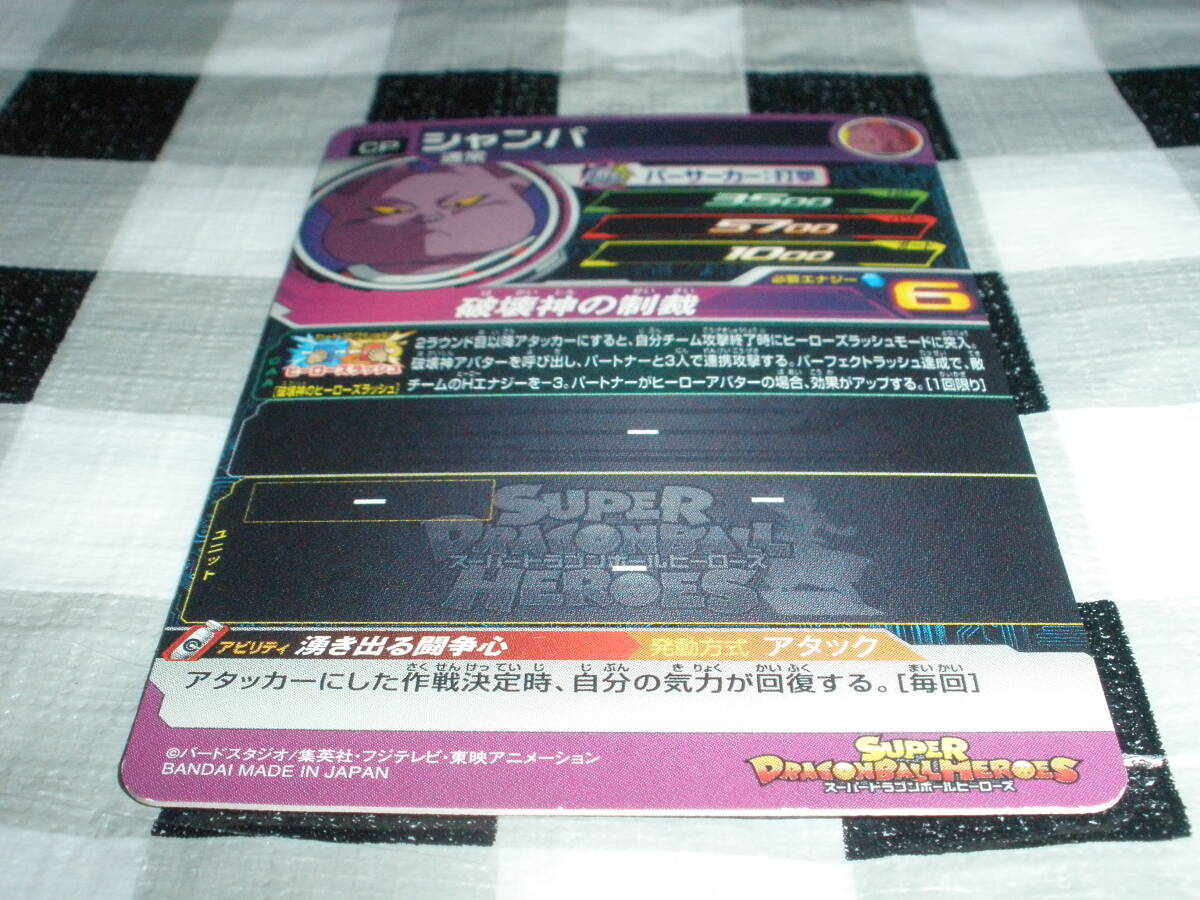 CP シャンパ
通常
バーサーカー:打撃
3500
5700
1000
必殺エナジー 6
破壊神の制裁
ヒーローズラッシュ
[破壊神のヒーローズラッシュ]
2ラウンド目以降アタッカーにすると、自分チーム攻撃終了時にヒーローズラッシュモードに突入。
破壊神アバターを呼び出し、パートナーと3人で連携攻撃する。パーフェクトラッシュ達成で、敵
チームのHエナジーを-3。パートナーがヒーローアバターの場合、効果がアップする。[1回限り]
ー
ー ー
ー
ユニット
SUPER
DRAGONBALL
スーパードラゴンボールヒーローズ
HEROES
アビリティ 湧き出る闘争心 発動方式 アタック
アタッカーにした作戦決定時、自分の気力が回復する。[毎回]
©バードスタジオ/集英社・フジテレビ・東映アニメーション
BANDAI MADE IN JAPAN
SUPER
DRAGONBALL HEROES
スーパードラゴンボールヒーローズ